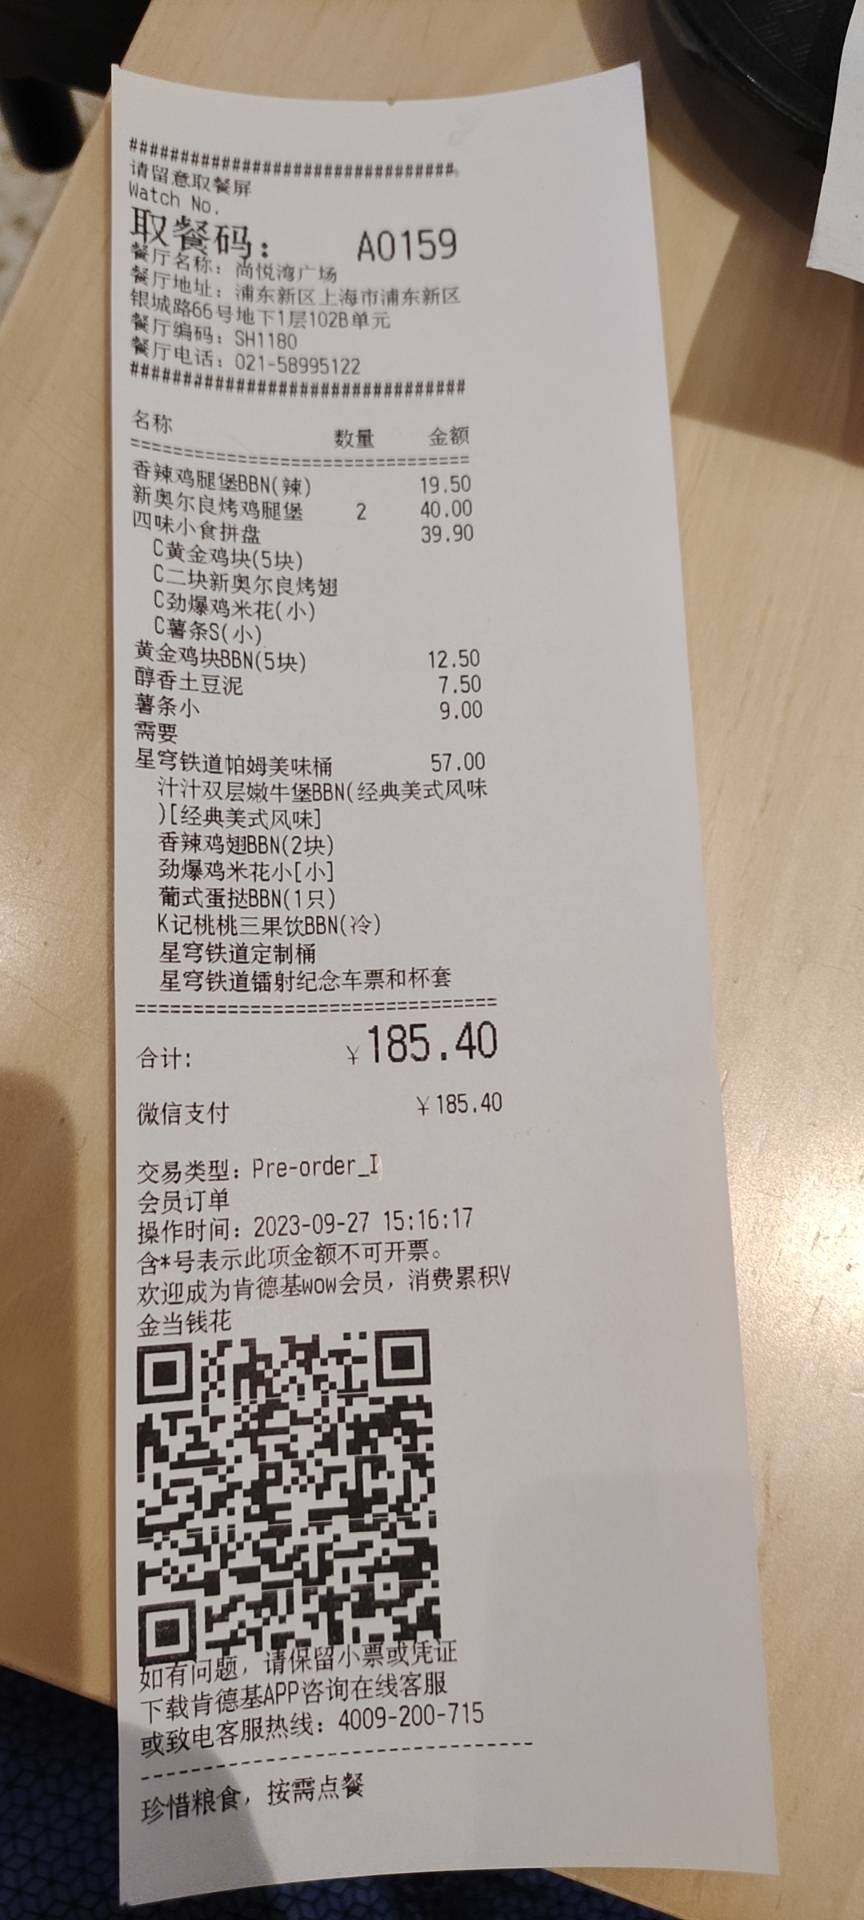 ################################
请留意取餐屏
Watch No.
取餐码: A0159
餐厅名称: 尚悦湾广场
餐厅地址: 浦东新区上海市浦东新区
银城路66号地下1层102B单元
餐厅编码: SH1180
餐厅电话: 021-58995122
################################
名称 数量 金额
================================
香辣鸡腿堡BBN(辣) 19.50
新奥尔良烤鸡腿堡 2 40.00
四味小食拼盘 39.90
C黄金鸡块(5块)
C二块新奥尔良烤翅
C劲爆鸡米花(小)
C薯条S(小)
黄金鸡块BBN(5块) 12.50
醇香土豆泥 7.50
薯条小 9.00
需要
星穹铁道帕姆美味桶 57.00
汁汁双层嫩牛堡BBN(经典美式风味
)[经典美式风味]
香辣鸡翅BBN(2块)
劲爆鸡米花小[小]
葡式蛋挞BBN(1只)
K记桃桃三果饮BBN(冷)
星穹铁道定制桶
星穹铁道镭射纪念车票和杯套
================================
合计: ￥185.40
微信支付 ￥185.40
交易类型: Pre-order_I
会员订单
操作时间: 2023-09-27 15:16:17
含*号表示此项金额不可开票。
欢迎成为肯德基wow会员, 消费累积V
金当钱花
如有问题, 请保留小票或凭证
下载肯德基APP咨询在线客服
或致电客服热线: 4009-200-715
--------------------------------
珍惜粮食, 按需点餐